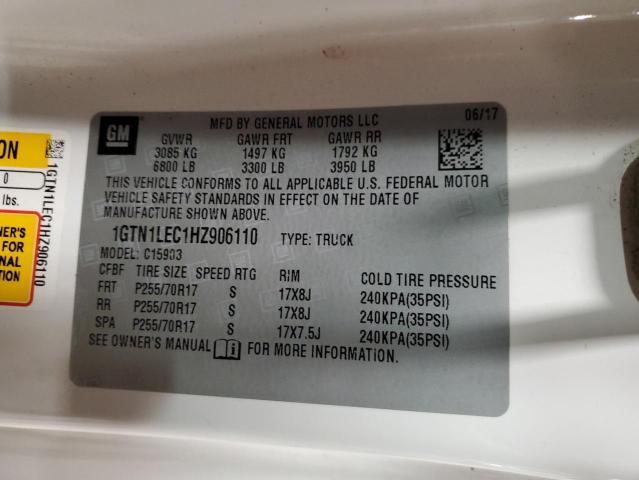 GM
MFD BY GENERAL MOTORS LLC 06/17
GVWR GAWR FRT GAWR RR
3085 KG 1497 KG 1792 KG
6800 LB 3300 LB 3950 LB
THIS VEHICLE CONFORMS TO ALL APPLICABLE U.S. FEDERAL MOTOR
VEHICLE SAFETY STANDARDS IN EFFECT ON THE DATE OF
MANUFACTURE SHOWN ABOVE.
1GTN1LEC1HZ906110 TYPE: TRUCK
MODEL: C15903
CFBF TIRE SIZE SPEED RTG RIM COLD TIRE PRESSURE
FRT P255/70R17 S 17X8J 240KPA(35PSI)
RR P255/70R17 S 17X8J 240KPA(35PSI)
SPA P255/70R17 S 17X7.5J 240KPA(35PSI)
SEE OWNER'S MANUAL FOR MORE INFORMATION.
ON
0
lbs.
NER'S
FOR
ION.
1GTN1LEC1HZ906110